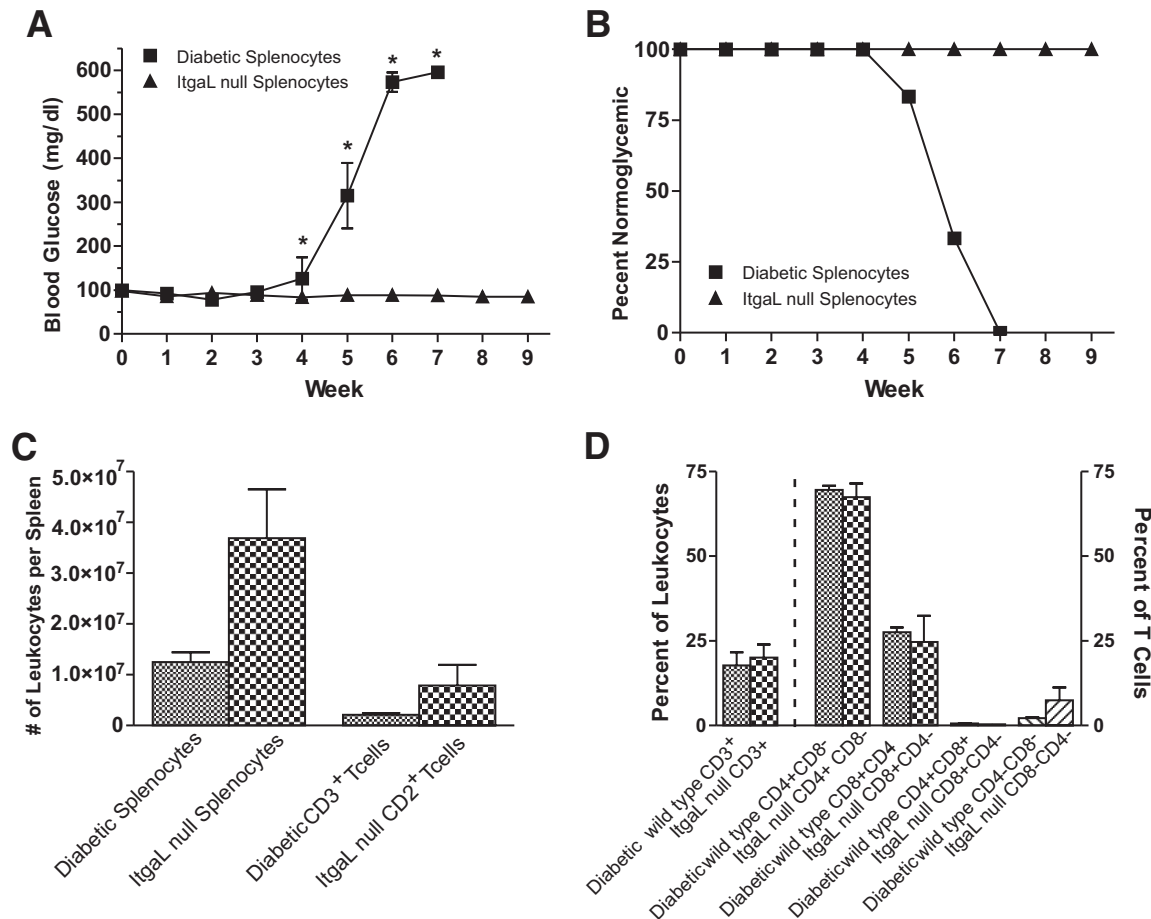 A
Blood Glucose (mg/dl)
600
500
400
300
200
100
0
Diabetic Splenocytes
ItgaL null Splenocytes
*
*
*
*
0 1 2 3 4 5 6 7 8 9
Week
B
Pecent Normoglycemic
100
75
50
25
0
Diabetic Splenocytes
ItgaL null Splenocytes
0 1 2 3 4 5 6 7 8 9
Week
C
# of Leukocytes per Spleen
5.0×10⁷
4.0×10⁷
3.0×10⁷
2.0×10⁷
1.0×10⁷
0
Diabetic Splenocytes
ItgaL null Splenocytes
Diabetic CD3⁺ Tcells
ItgaL null CD2⁺ Tcells
D
Percent of Leukocytes
75
50
25
0
75
50
25
0
Percent of T Cells
Diabetic wild type CD3+
ItgaL null CD3+
Diabetic wild type CD4+CD8-
ItgaL null CD4+ CD8-
Diabetic wild type CD8+CD4
ItgaL null CD8+CD4-
Diabetic wild type CD4+CD8+
ItgaL null CD8+CD4-
Diabetic wild type CD4-CD8-
ItgaL null CD8-CD4-